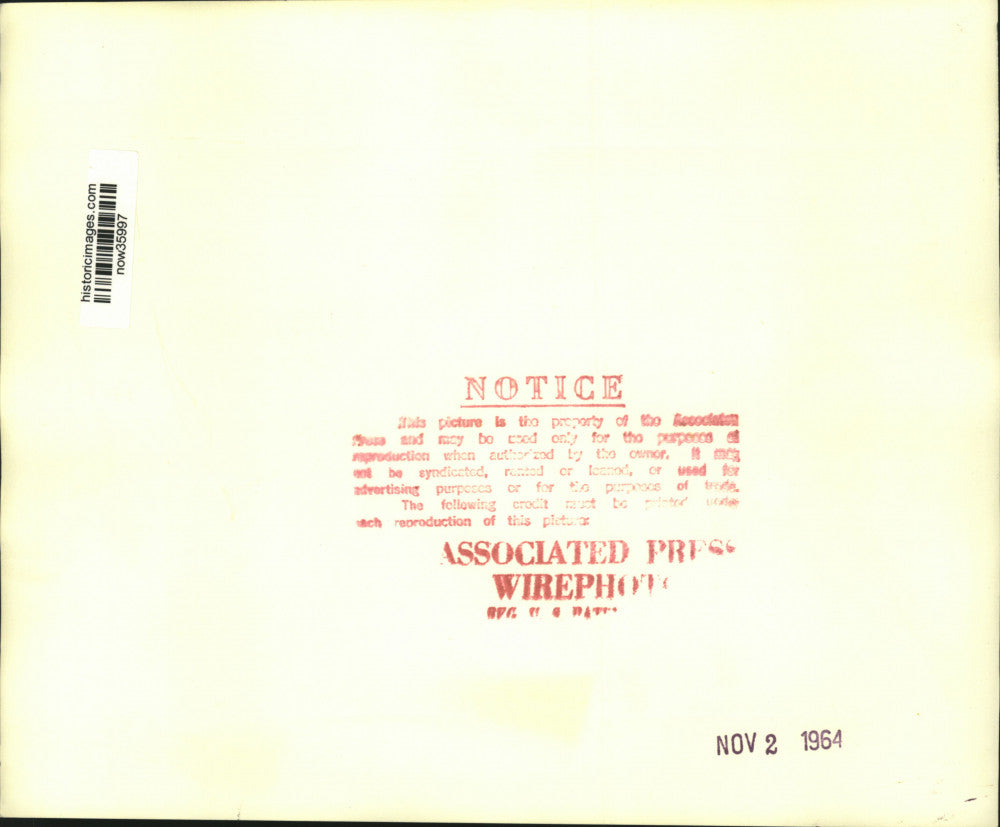 historicimages.com
now35997
NOTICE
This picture is the property of the Associated
Press and may be used only for the purposes of
reproduction when authorized by the owner. It may
not be syndicated, rented or loaned, or used for
advertising purposes or for the purposes of trade.
The following credit must be printed under
each reproduction of this picture:
ASSOCIATED PRESS
WIREPHOTO
REG. U. S. PAT.
NOV 2 1964